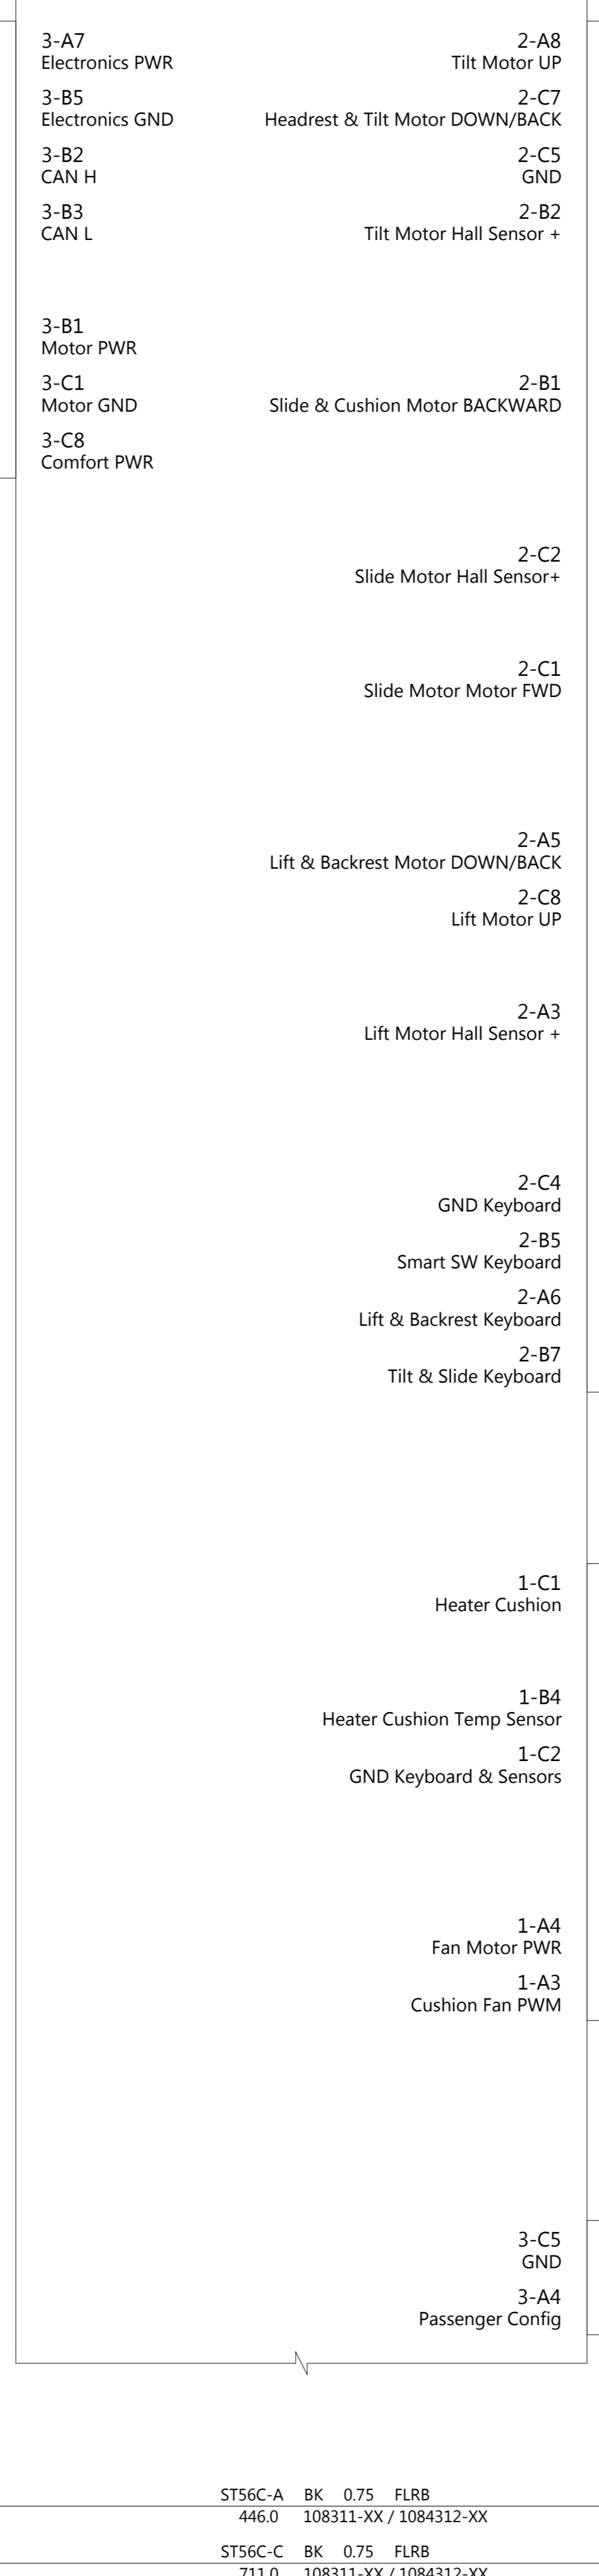 3-A7
Electronics PWR
3-B5
Electronics GND
3-B2
CAN H
3-B3
CAN L
3-B1
Motor PWR
3-C1
Motor GND
3-C8
Comfort PWR
2-A8
Tilt Motor UP
2-C7
Headrest & Tilt Motor DOWN/BACK
2-C5
GND
2-B2
Tilt Motor Hall Sensor +
2-B1
Slide & Cushion Motor BACKWARD
2-C2
Slide Motor Hall Sensor+
2-C1
Slide Motor Motor FWD
2-A5
Lift & Backrest Motor DOWN/BACK
2-C8
Lift Motor UP
2-A3
Lift Motor Hall Sensor +
2-C4
GND Keyboard
2-B5
Smart SW Keyboard
2-A6
Lift & Backrest Keyboard
2-B7
Tilt & Slide Keyboard
1-C1
Heater Cushion
1-B4
Heater Cushion Temp Sensor
1-C2
GND Keyboard & Sensors
1-A4
Fan Motor PWR
1-A3
Cushion Fan PWM
3-C5
GND
3-A4
Passenger Config
ST56C-A BK 0.75 FLRB
446.0 108311-XX / 1084312-XX
ST56C-C BK 0.75 FLRB
711.0 108311-XX / 1084312-XX